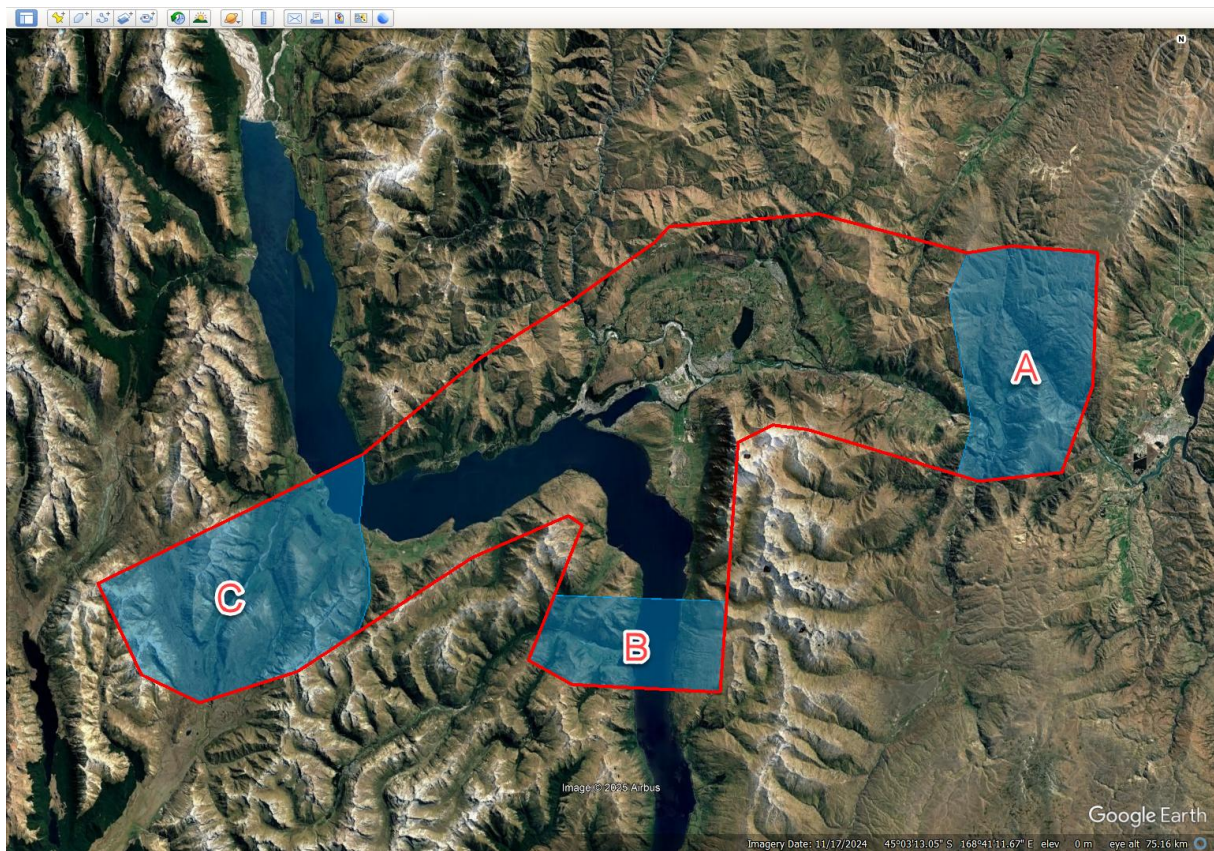 N
A
B
C
Image © 2025 Airbus
Google Earth
Imagery Date: 11/17/2024 45°03'13.05" S 168°41'11.67" E elev 0 m eye alt 75.16 km